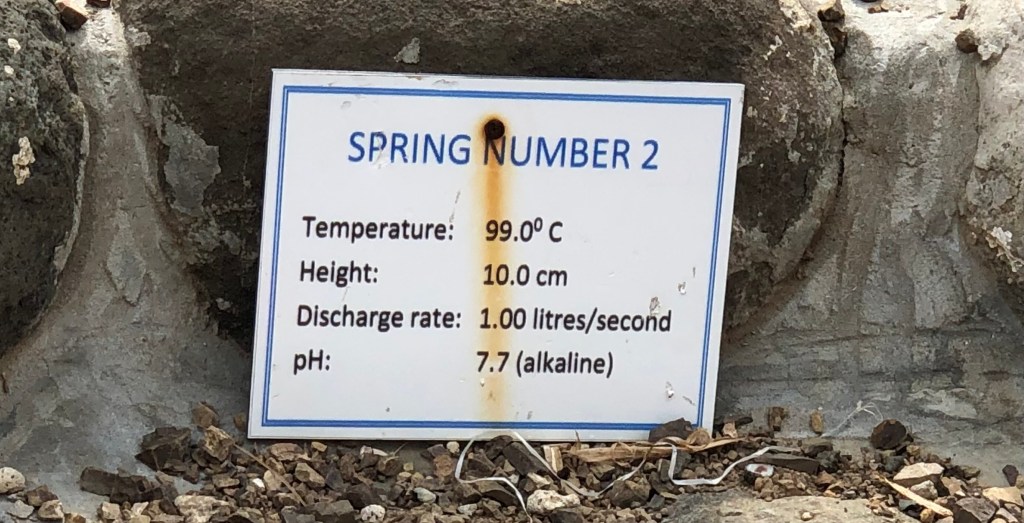 SPRING NUMBER 2
Temperature: 99.0⁰ C
Height: 10.0 cm
Discharge rate: 1.00 litres/second
pH: 7.7 (alkaline)